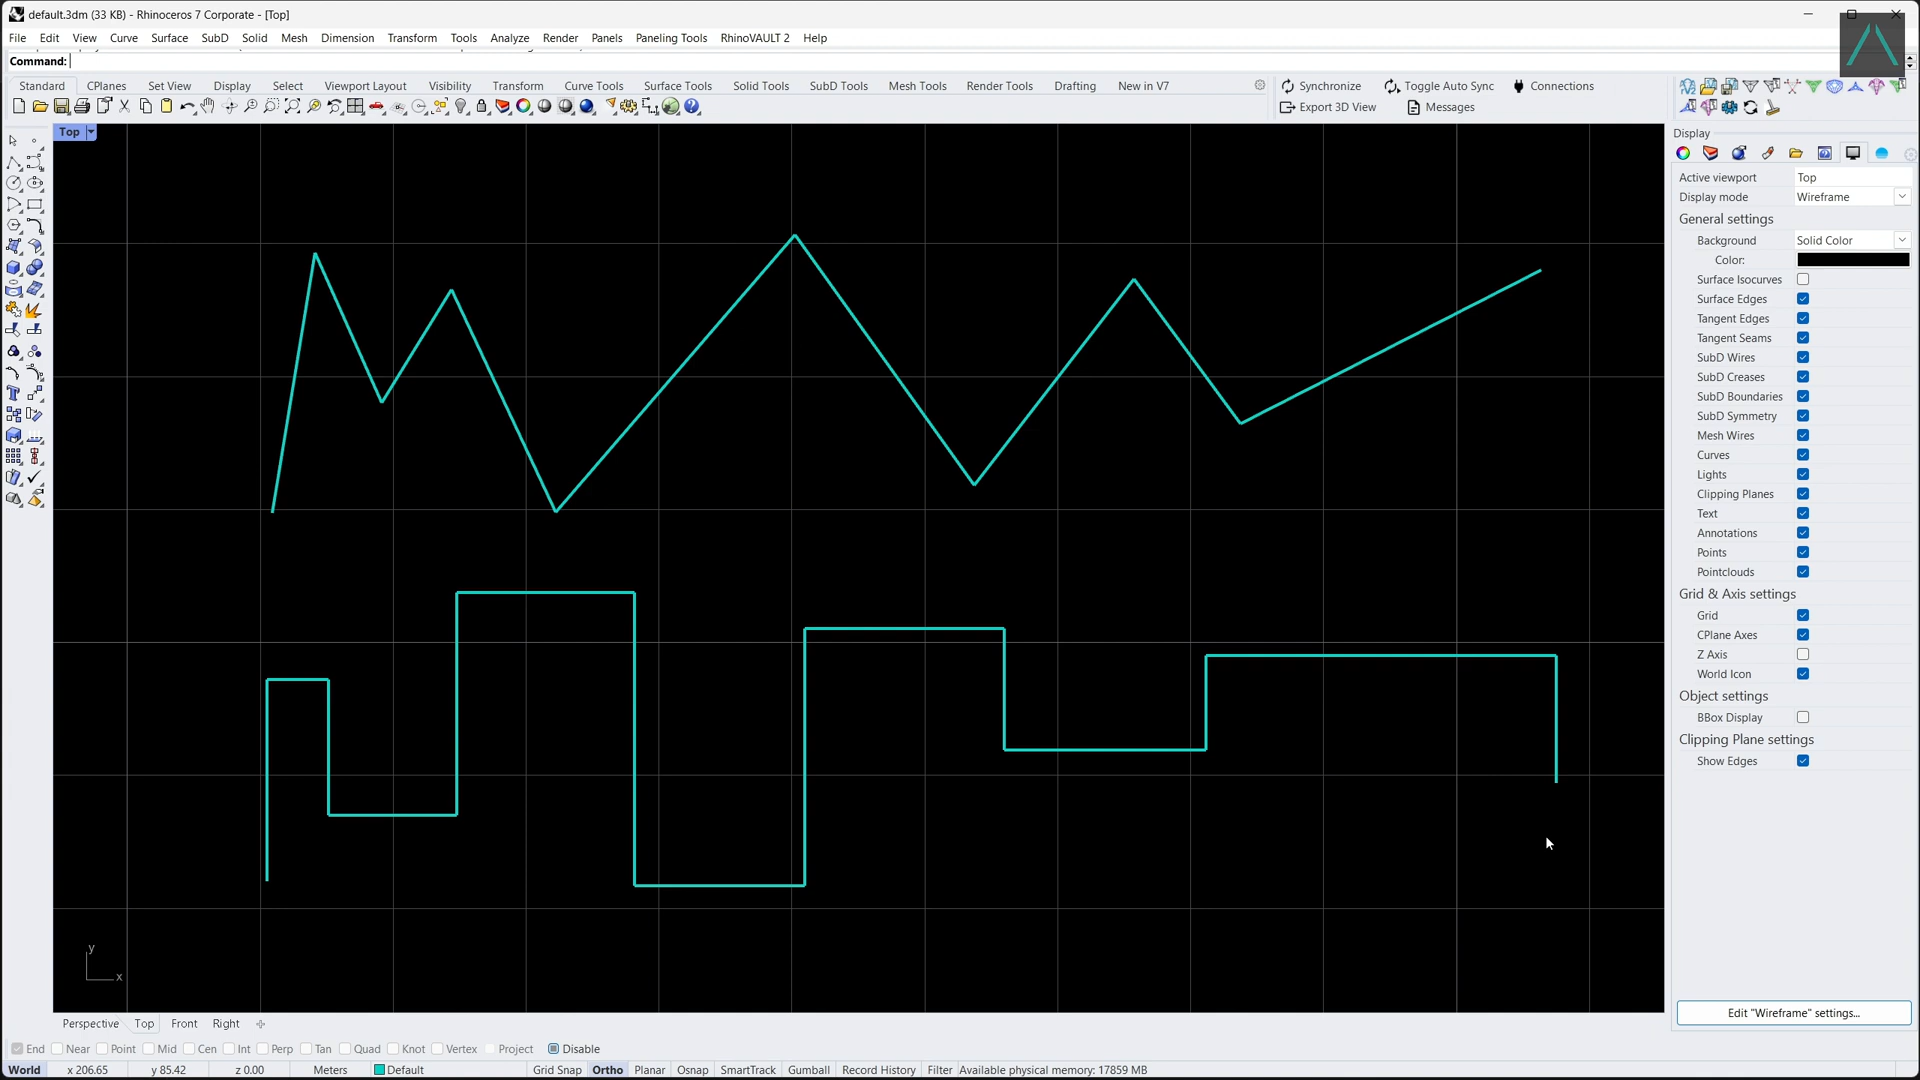 default.3dm (33 KB) - Rhinoceros 7 Corporate - [Top]
File Edit View Curve Surface SubD Solid Mesh Dimension Transform Tools Analyze Render Panels Paneling Tools RhinoVAULT 2 Help
Command:
Standard CPlanes Set View Display Select Viewport Layout Visibility Transform Curve Tools Surface Tools Solid Tools SubD Tools Mesh Tools Render Tools Drafting New in V7
Synchronize Toggle Auto Sync Connections
Export 3D View Messages
Top
Display
Active viewport Top
Display mode Wireframe
General settings
Background Solid Color
Color:
Surface Isocurves
Surface Edges
Tangent Edges
Tangent Seams
SubD Wires
SubD Creases
SubD Boundaries
SubD Symmetry
Mesh Wires
Curves
Lights
Clipping Planes
Text
Annotations
Points
Pointclouds
Grid & Axis settings
Grid
CPlane Axes
Z Axis
World Icon
Object settings
BBox Display
Clipping Plane settings
Show Edges
y
x
Edit "Wireframe" settings...
Perspective Top Front Right
End Near Point Mid Cen Int Perp Tan Quad Knot Vertex Project Disable
World x 206.65 y 85.42 z 0.00 Meters Default Grid Snap Ortho Planar Osnap SmartTrack Gumball Record History Filter Available physical memory: 17859 MB